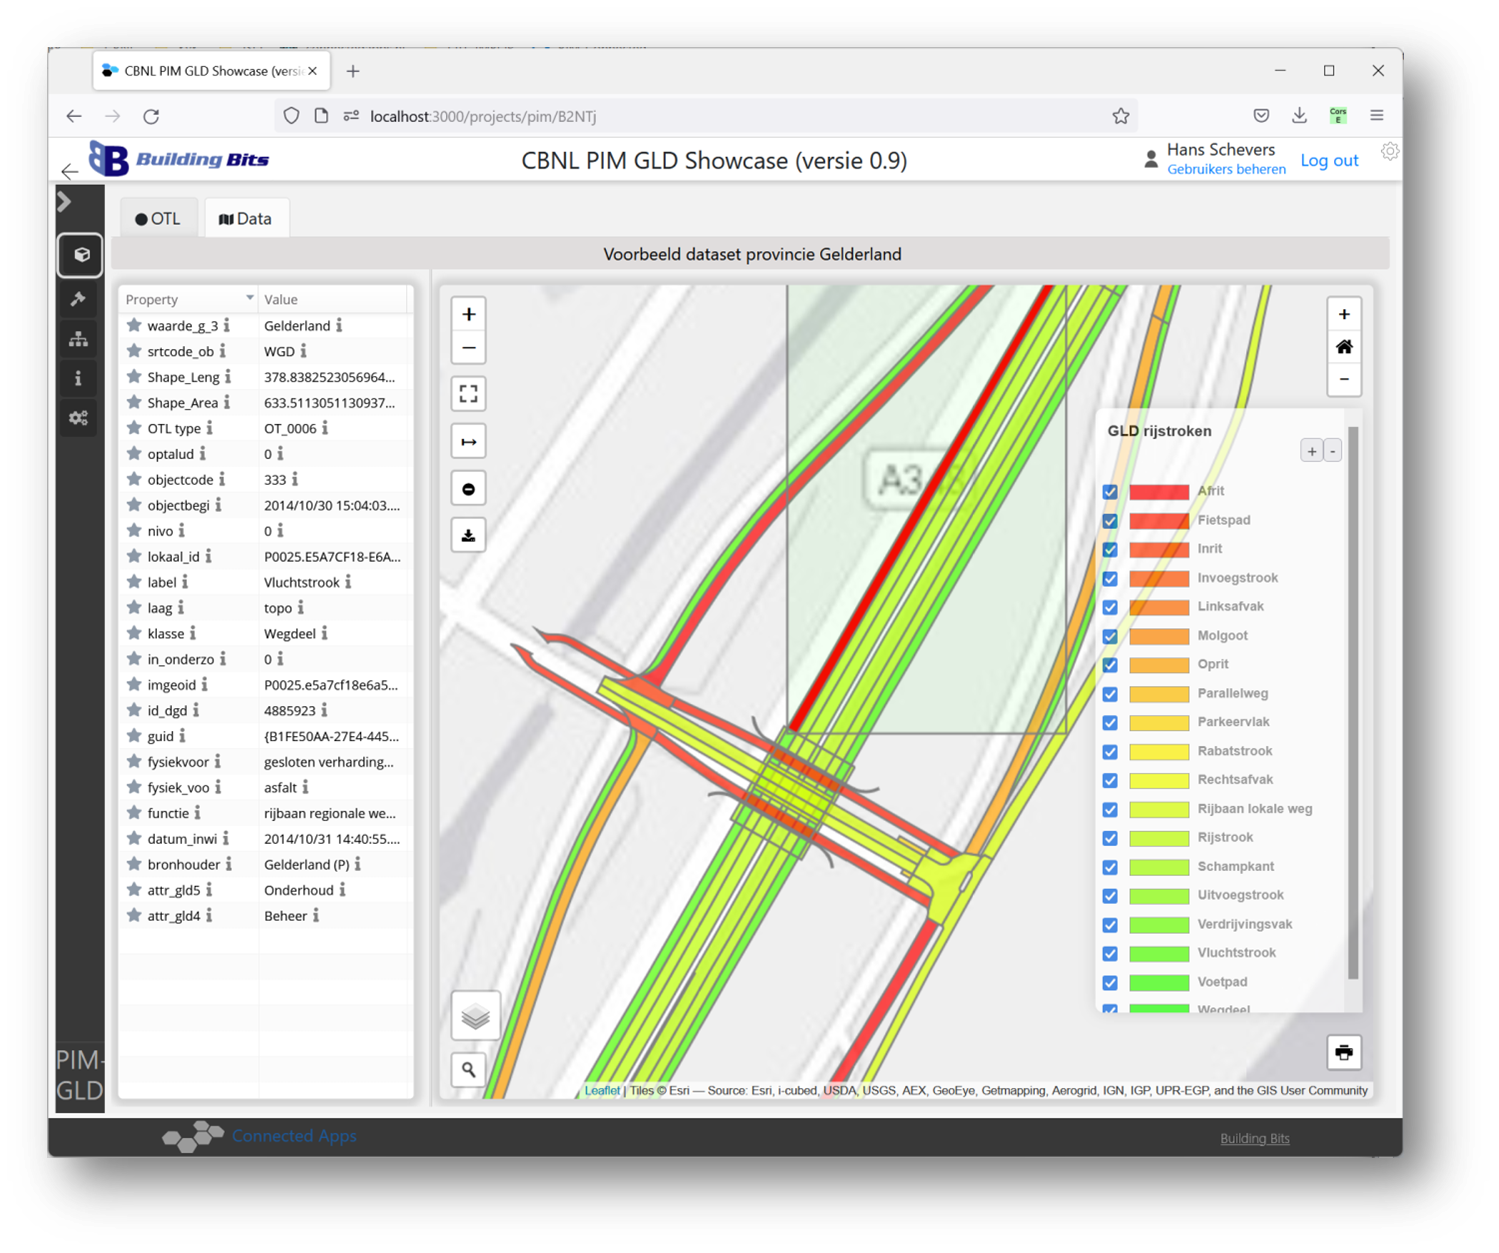 CBNL PIM GLD Showcase (versi
localhost:3000/projects/pim/B2NTj
Cors
E
Building Bits
CBNL PIM GLD Showcase (versie 0.9)
Hans Schevers
Gebruikers beheren
Log out
OTL
Data
Voorbeeld dataset provincie Gelderland
Property Value
waarde_g_3 Gelderland
srtcode_ob WGD
Shape_Leng 378.8382523056964...
Shape_Area 633.5113051130937...
OTL type OT_0006
optalud 0
objectcode 333
objectbegi 2014/10/30 15:04:03....
nivo 0
lokaal_id P0025.E5A7CF18-E6A...
label Vluchtstrook
laag topo
klasse Wegdeel
in_onderzo 0
imgeoid P0025.e5a7cf18e6a5...
id_dgd 4885923
guid {B1FE50AA-27E4-445...
fysiekvoor gesloten verharding...
fysiek_voo asfalt
functie rijbaan regionale we...
datum_inwi 2014/10/31 14:40:55....
bronhouder Gelderland (P)
attr_gld5 Onderhoud
attr_gld4 Beheer
PIM-
GLD
GLD rijstroken
+ -
Afrit
Fietspad
Inrit
Invoegstrook
Linksafvak
Molgoot
Oprit
Parallelweg
Parkeervlak
Rabatstrook
Rechtsafvak
Rijbaan lokale weg
Rijstrook
Schampkant
Uitvoegstrook
Verdrijvingsvak
Vluchtstrook
Voetpad
Wegdeel
Leaflet | Tiles © Esri — Source: Esri, i-cubed, USDA, USGS, AEX, GeoEye, Getmapping, Aerogrid, IGN, IGP, UPR-EGP, and the GIS User Community
Connected Apps
Building Bits